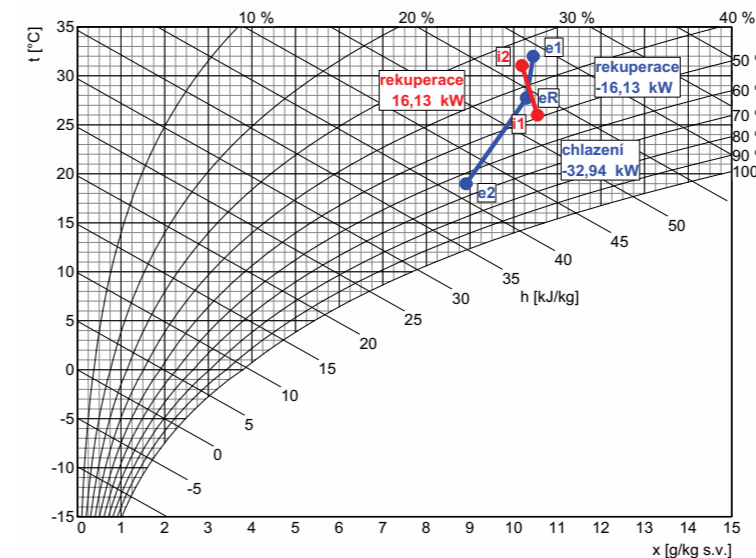 t [°C]
10 %
20 %
30 %
40 %
50
60
70
80
90
100
35
30
25
20
15
10
5
0
-5
-10
-15
i2
e1
rekuperace
16,13 kW
rekuperace
-16,13 kW
eR
i1
chlazení
-32,94 kW
e2
50
45
40
35
30
25
20
15
10
5
0
-5
h [kJ/kg]
0 1 2 3 4 5 6 7 8 9 10 11 12 13 14 15
x [g/kg s.v.]